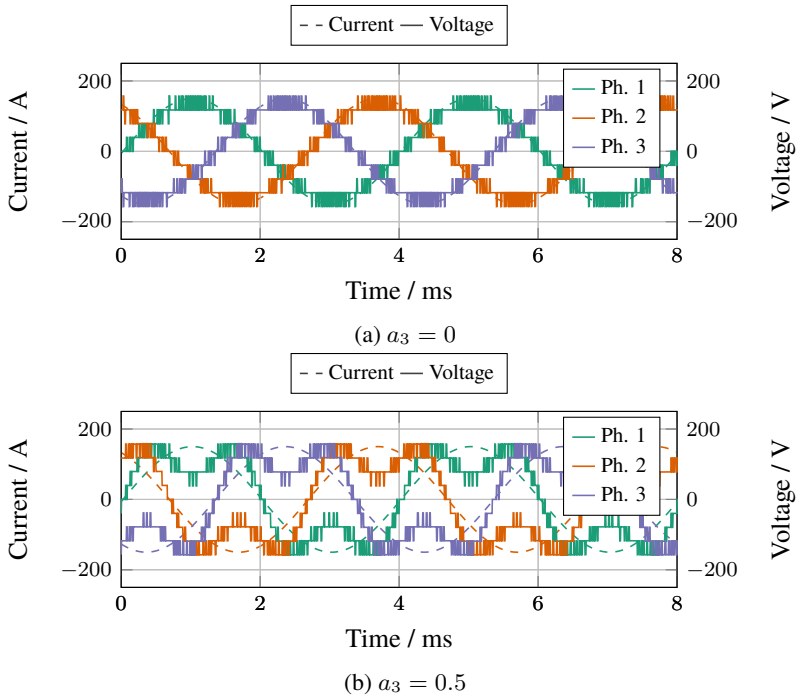 Current Voltage
200
0
−200
Current / A
Ph. 1
Ph. 2
Ph. 3
200
0
−200
Voltage / V
0 2 4 6 8
Time / ms
(a) a₃ = 0
Current Voltage
200
0
−200
Current / A
Ph. 1
Ph. 2
Ph. 3
200
0
−200
Voltage / V
0 2 4 6 8
Time / ms
(b) a₃ = 0.5